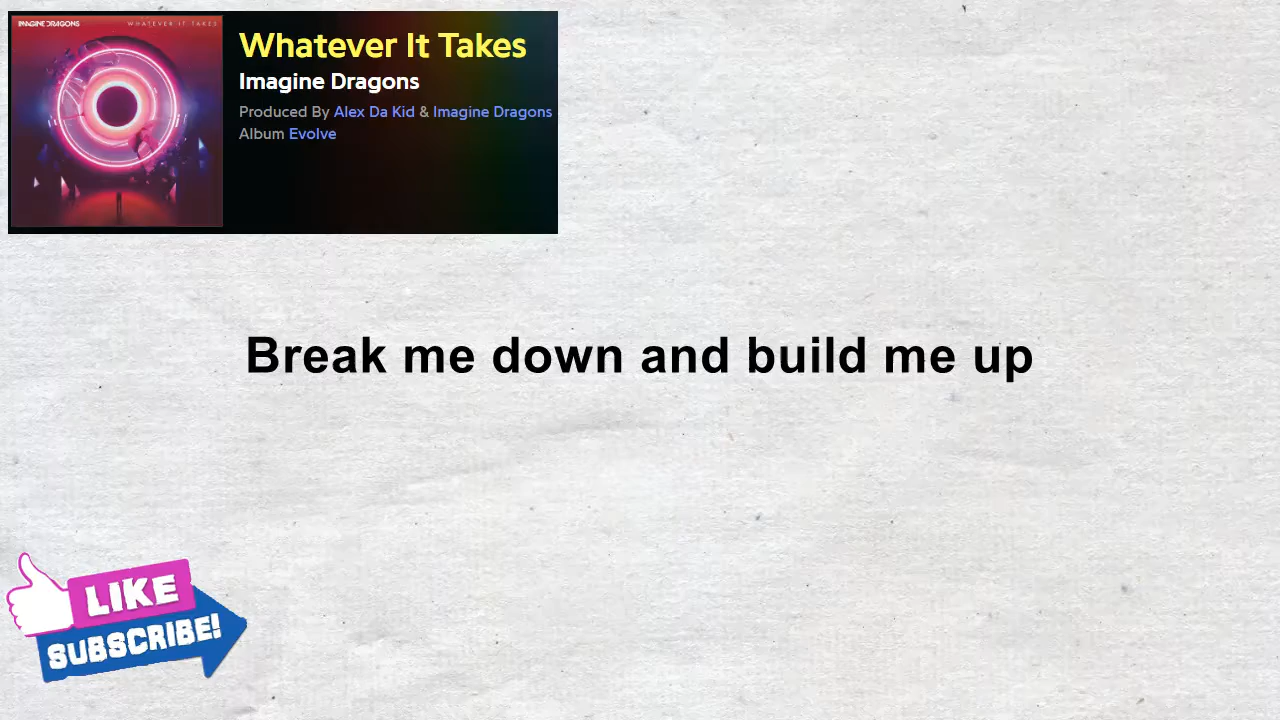 IMAGINE DRAGONS
WHATEVER IT TAKES
Whatever It Takes
Imagine Dragons
Produced By Alex Da Kid & Imagine Dragons
Album Evolve
Break me down and build me up
LIKE
SUBSCRIBE!